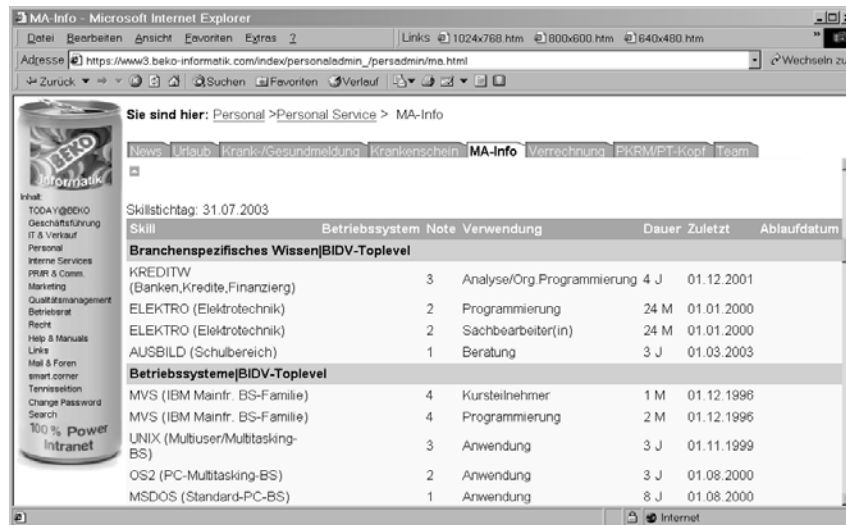 MA-Info - Microsoft Internet Explorer
Datei Bearbeiten Ansicht Favoriten Extras ? Links 1024x768.htm 800x600.htm 640x480.htm »
Adresse https://www3.beko-informatik.com/index/personaladmin_/persadmin/ma.html Wechseln zu
Zurück Suchen Favoriten Verlauf
Sie sind hier: Personal >Personal Service > MA-Info
News Urlaub Krank-/Gesundmeldung Krankenschein MA-Info Verrechnung PKRM/PT-Kopf Team
BEKO
Informatik
Inhalt:
TODAY@BEKO
Geschäftsführung
IT & Verkauf
Personal
Interne Services
PR/IR & Comm.
Marketing
Qualitätsmanagement
Betriebsrat
Recht
Help & Manuals
Links
Mail & Foren
smart.corner
Tennissektion
Change Password
Search
100 % Power
Intranet
Skillstichtag: 31.07.2003
Skill Betriebssystem Note Verwendung Dauer Zuletzt Ablaufdatum
Branchenspezifisches Wissen|BIDV-Toplevel
KREDITW
(Banken,Kredite,Finanzierg) 3 Analyse/Org.Programmierung 4 J 01.12.2001
ELEKTRO (Elektrotechnik) 2 Programmierung 24 M 01.01.2000
ELEKTRO (Elektrotechnik) 2 Sachbearbeiter(in) 24 M 01.01.2000
AUSBILD (Schulbereich) 1 Beratung 3 J 01.03.2003
Betriebssysteme|BIDV-Toplevel
MVS (IBM Mainfr. BS-Familie) 4 Kursteilnehmer 1 M 01.12.1996
MVS (IBM Mainfr. BS-Familie) 4 Programmierung 2 M 01.12.1996
UNIX (Multiuser/Multitasking-
BS) 3 Anwendung 3 J 01.11.1999
OS2 (PC-Multitasking-BS) 2 Anwendung 3 J 01.08.2000
MSDOS (Standard-PC-BS) 1 Anwendung 8 J 01.08.2000
Internet